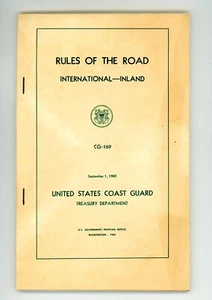 RULES OF THE ROAD
INTERNATIONAL—INLAND
CG-169
September 1, 1965
UNITED STATES COAST GUARD
TREASURY DEPARTMENT
U.S. GOVERNMENT PRINTING OFFICE
WASHINGTON : 1965